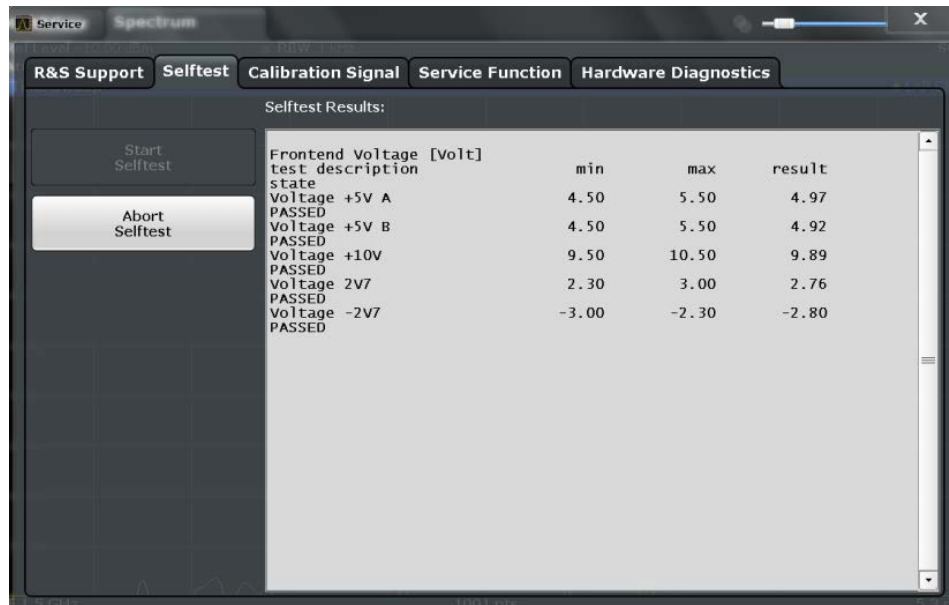 Service
Spectrum
R&S Support Selftest Calibration Signal Service Function Hardware Diagnostics
Selftest Results:
Start
Selftest
Abort
Selftest
Frontend Voltage [Volt]
test description min max result
state
Voltage +5V A 4.50 5.50 4.97
PASSED
Voltage +5V B 4.50 5.50 4.92
PASSED
Voltage +10V 9.50 10.50 9.89
PASSED
Voltage 2V7 2.30 3.00 2.76
PASSED
Voltage -2V7 -3.00 -2.30 -2.80
PASSED